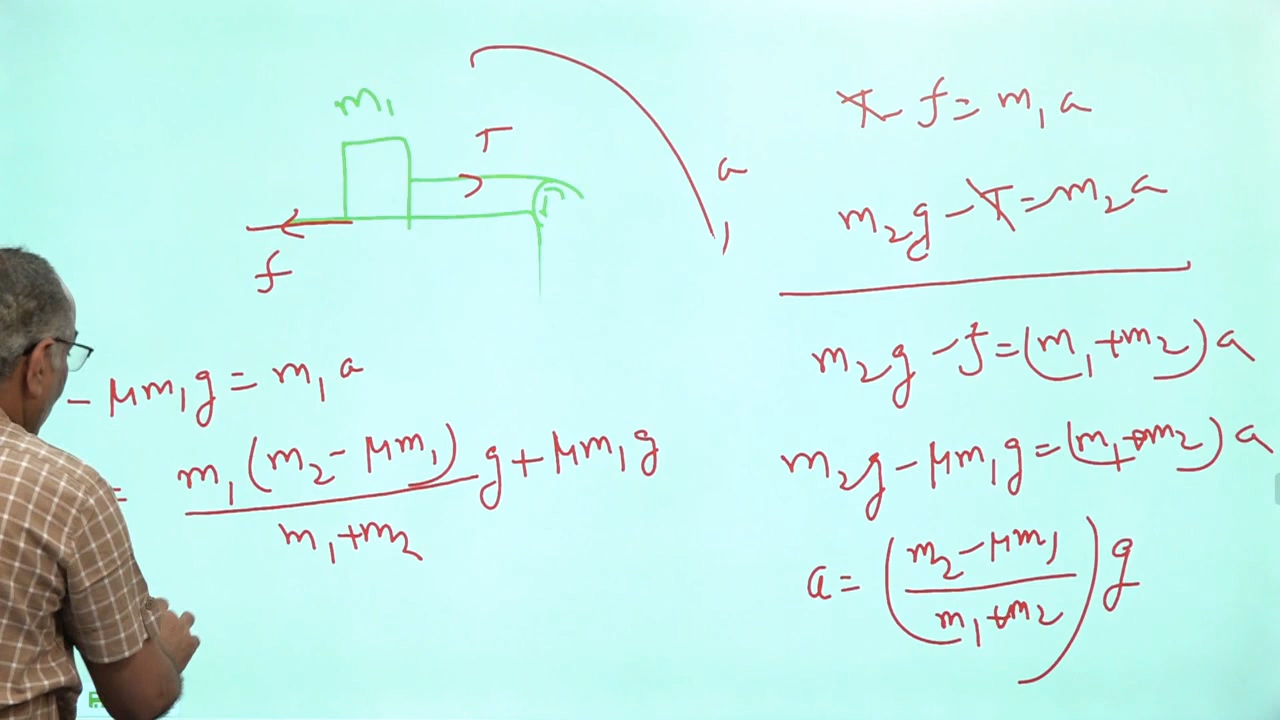 m₁
T
f
a
T - f = m₁a
m₂g - T = m₂a
m₂g - f = (m₁+m₂)a
m₂g - μm₁g = (m₁+m₂)a
a = ((m₂ - μm₁)/(m₁+m₂))g
- μm₁g = m₁a
= m₁(m₂ - μm₁)/(m₁+m₂) g + μm₁g